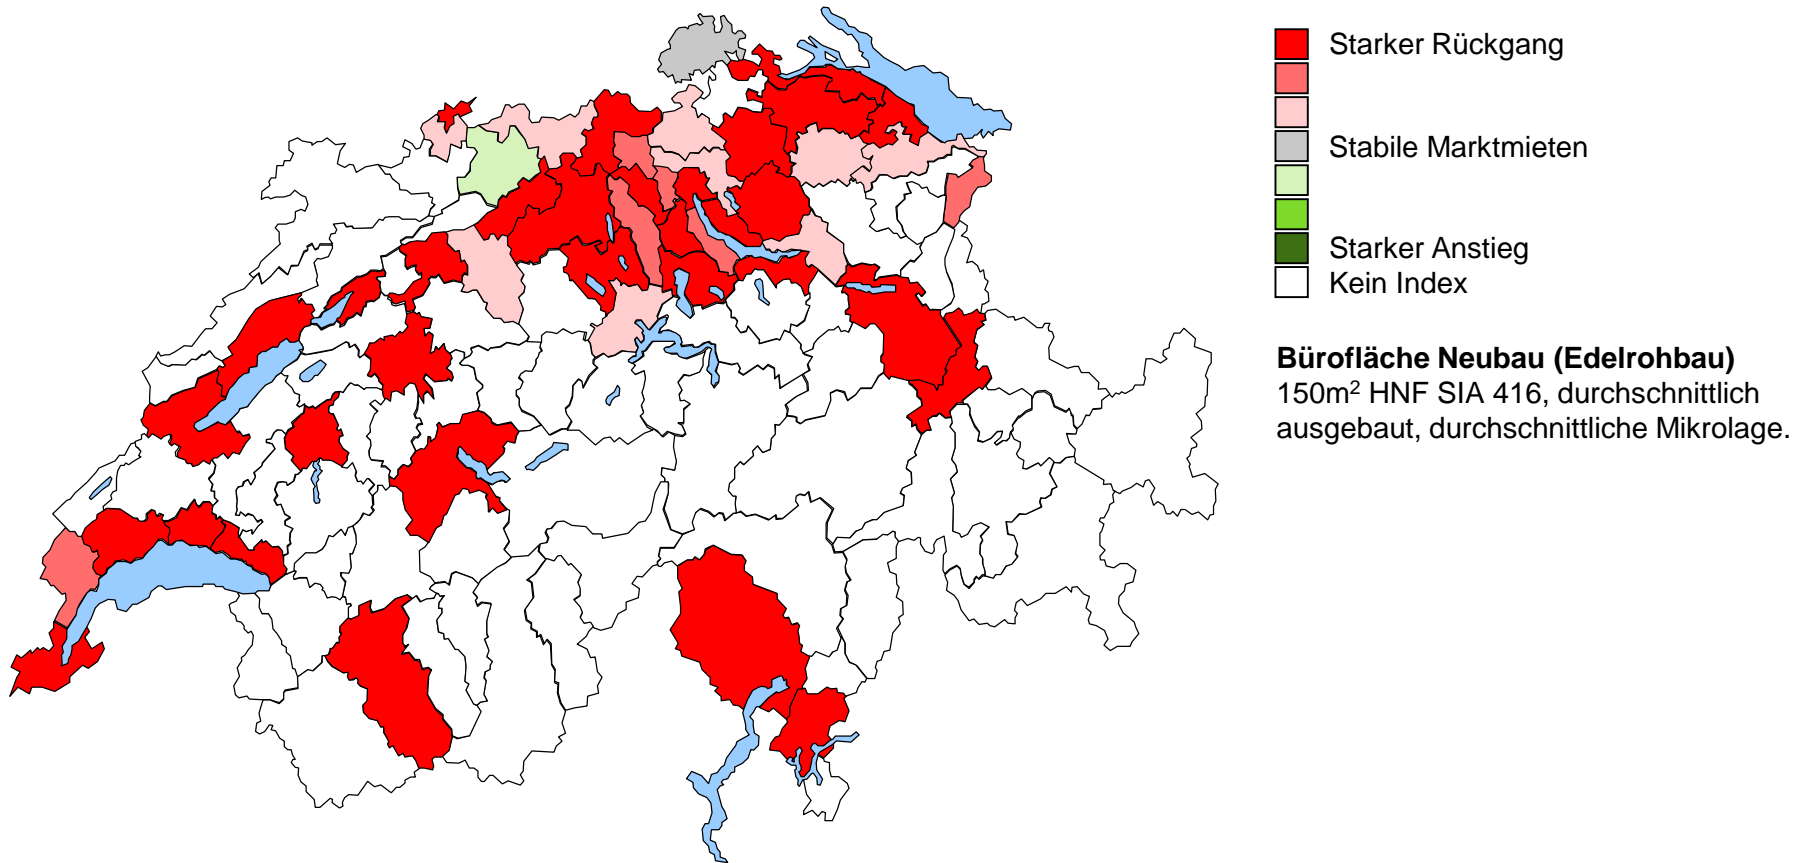 Starker Rückgang
Stabile Marktmieten
Starker Anstieg
Kein Index
Bürofläche Neubau (Edelrohbau)
150m² HNF SIA 416, durchschnittlich
ausgebaut, durchschnittliche Mikrolage.